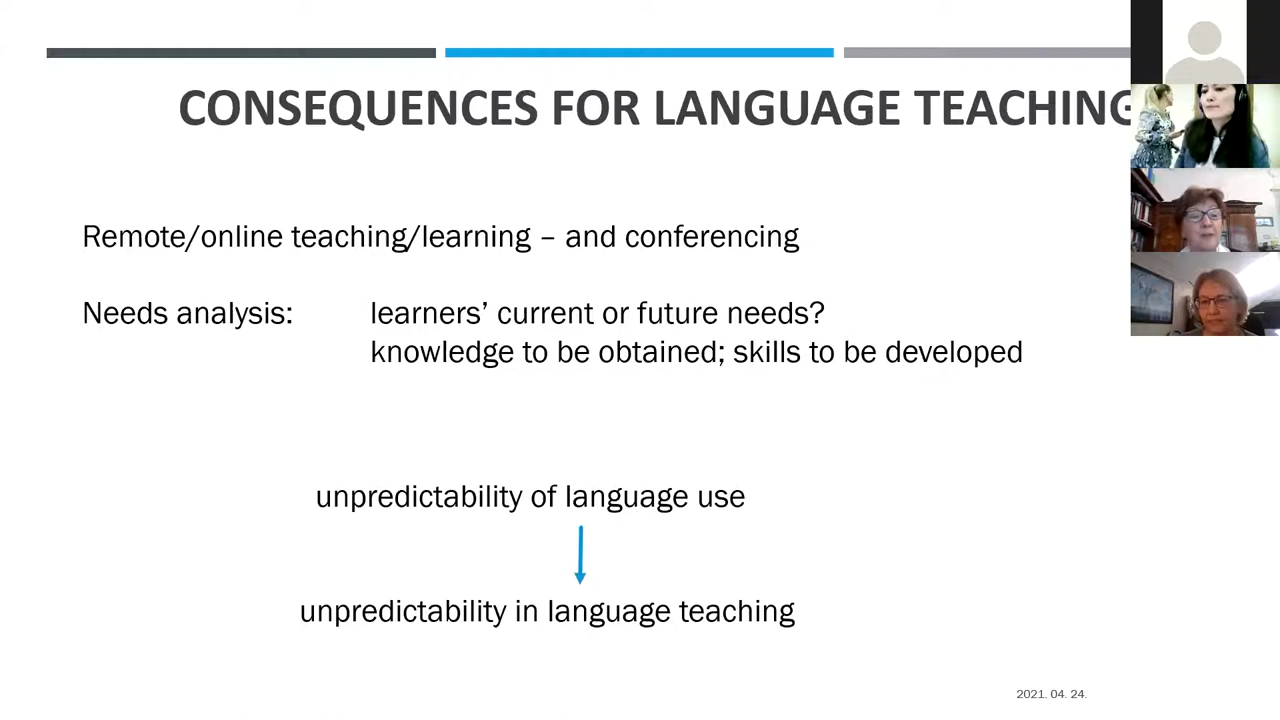 CONSEQUENCES FOR LANGUAGE TEACHING
Remote/online teaching/learning – and conferencing
Needs analysis: learners’ current or future needs?
knowledge to be obtained; skills to be developed
unpredictability of language use
unpredictability in language teaching
2021. 04. 24.